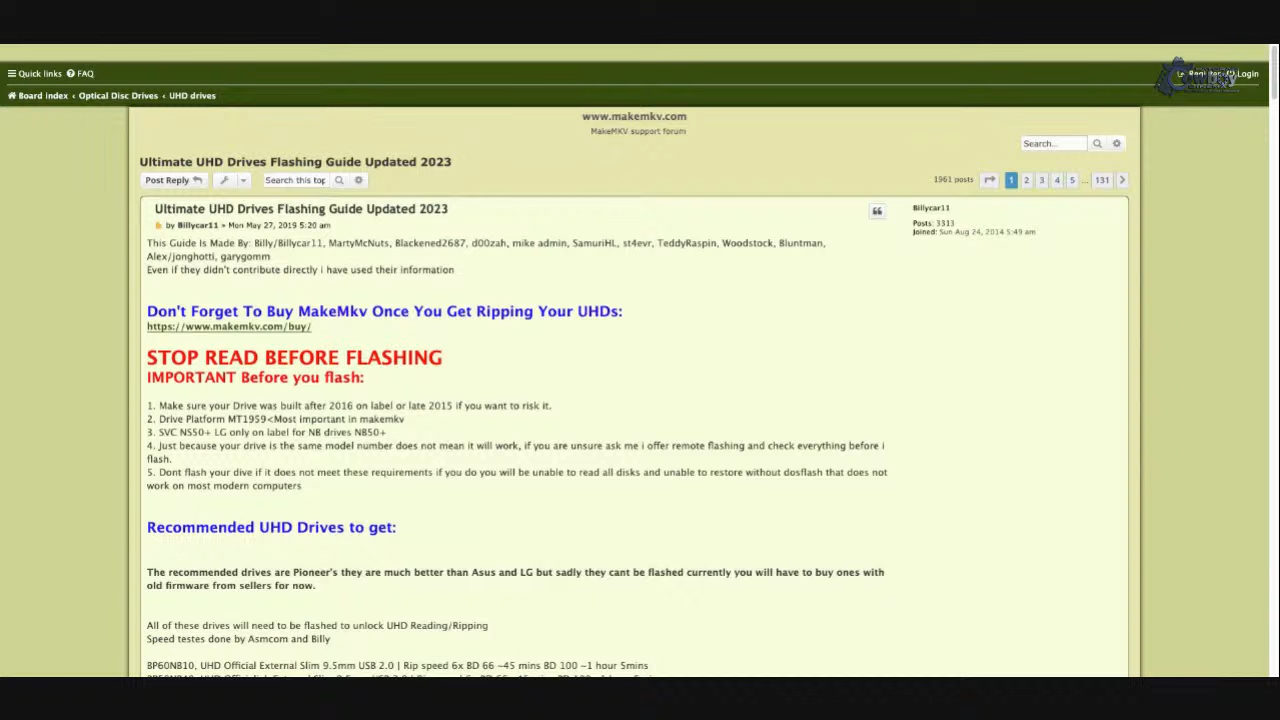 Quick links FAQ
Login
Board index ‹ Optical Disc Drives ‹ UHD drives
www.makemkv.com
MakeMKV support forum
Search...
Ultimate UHD Drives Flashing Guide Updated 2023
Post Reply Search this top 1961 posts 1 2 3 4 5 ... 131
Ultimate UHD Drives Flashing Guide Updated 2023
by Billycar11 » Mon May 27, 2019 5:20 am
Billycar11
Posts: 3313
Joined: Sun Aug 24, 2014 5:49 am
This Guide Is Made By: Billy/Billycar11, MartyMcNuts, Blackened2687, d00zah, mike admin, SamuriHL, st4evr, TeddyRaspin, Woodstock, Bluntman,
Alex/jonghotti, garygomm
Even if they didn't contribute directly i have used their information
Don't Forget To Buy MakeMkv Once You Get Ripping Your UHDs:
https://www.makemkv.com/buy/
STOP READ BEFORE FLASHING
IMPORTANT Before you flash:
1. Make sure your Drive was built after 2016 on label or late 2015 if you want to risk it.
2. Drive Platform MT1959<Most important in makemkv
3. SVC NS50+ LG only on label for NB drives NB50+
4. Just because your drive is the same model number does not mean it will work, if you are unsure ask me i offer remote flashing and check everything before i
flash.
5. Dont flash your dive if it does not meet these requirements if you do you will be unable to read all disks and unable to restore without dosflash that does not
work on most modern computers
Recommended UHD Drives to get:
The recommended drives are Pioneer's they are much better than Asus and LG but sadly they cant be flashed currently you will have to buy ones with
old firmware from sellers for now.
All of these drives will need to be flashed to unlock UHD Reading/Ripping
Speed testes done by Asmcom and Billy
BP60NB10, UHD Official External Slim 9.5mm USB 2.0 | Rip speed 6x BD 66 ~45 mins BD 100 ~1 hour 5mins